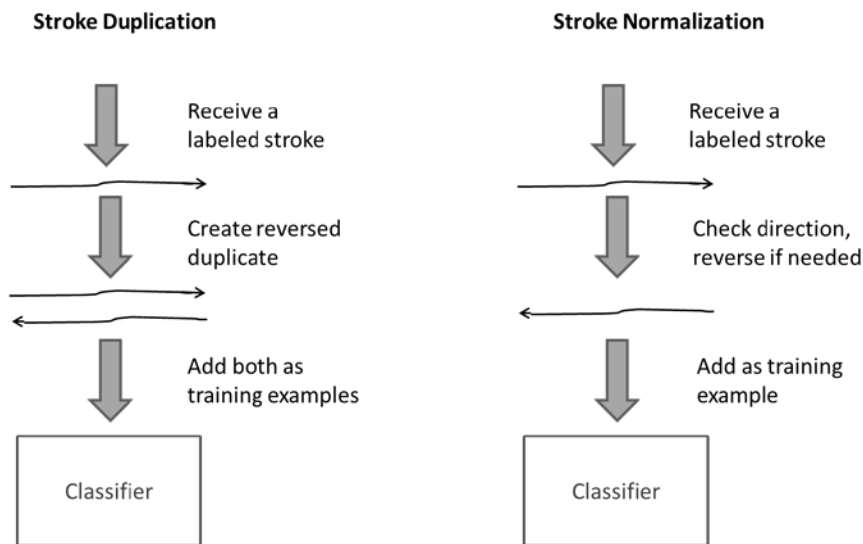 Stroke Duplication
Receive a
labeled stroke
Create reversed
duplicate
Add both as
training examples
Classifier
Stroke Normalization
Receive a
labeled stroke
Check direction,
reverse if needed
Add as training
example
Classifier